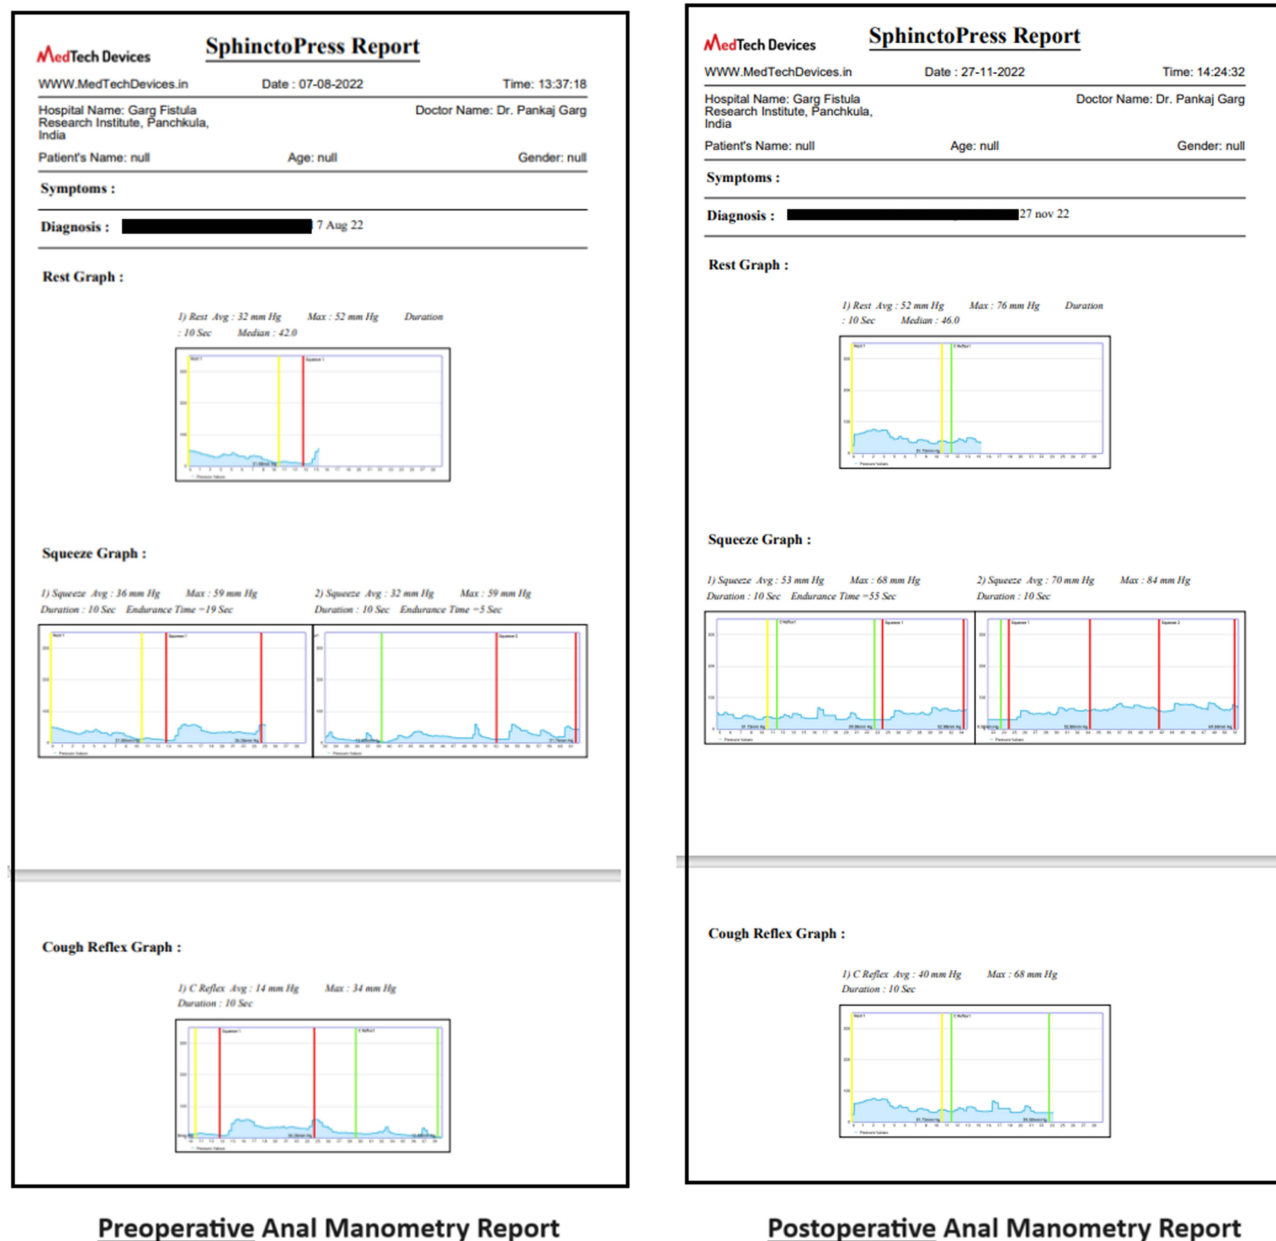 MedTech Devices
SphinctoPress Report
WWW.MedTechDevices.in Date : 07-08-2022 Time: 13:37:18
Hospital Name: Garg Fistula Doctor Name: Dr. Pankaj Garg
Research Institute, Panchkula,
India
Patient's Name: null Age: null Gender: null
Symptoms :
Diagnosis : 7 Aug 22
Rest Graph :
1) Rest Avg : 32 mm Hg Max : 52 mm Hg Duration
: 10 Sec Median : 42.0
Squeeze Graph :
1) Squeeze Avg : 36 mm Hg Max : 59 mm Hg
Duration : 10 Sec Endurance Time =19 Sec
2) Squeeze Avg : 32 mm Hg Max : 59 mm Hg
Duration : 10 Sec Endurance Time =5 Sec
Cough Reflex Graph :
1) C Reflex Avg : 14 mm Hg Max : 34 mm Hg
Duration : 10 Sec
Preoperative Anal Manometry Report
MedTech Devices
SphinctoPress Report
WWW.MedTechDevices.in Date : 27-11-2022 Time: 14:24:32
Hospital Name: Garg Fistula Doctor Name: Dr. Pankaj Garg
Research Institute, Panchkula,
India
Patient's Name: null Age: null Gender: null
Symptoms :
Diagnosis : 27 nov 22
Rest Graph :
1) Rest Avg : 52 mm Hg Max : 76 mm Hg Duration
: 10 Sec Median : 46.0
Squeeze Graph :
1) Squeeze Avg : 53 mm Hg Max : 68 mm Hg
Duration : 10 Sec Endurance Time =55 Sec
2) Squeeze Avg : 70 mm Hg Max : 84 mm Hg
Duration : 10 Sec
Cough Reflex Graph :
1) C Reflex Avg : 40 mm Hg Max : 68 mm Hg
Duration : 10 Sec
Postoperative Anal Manometry Report